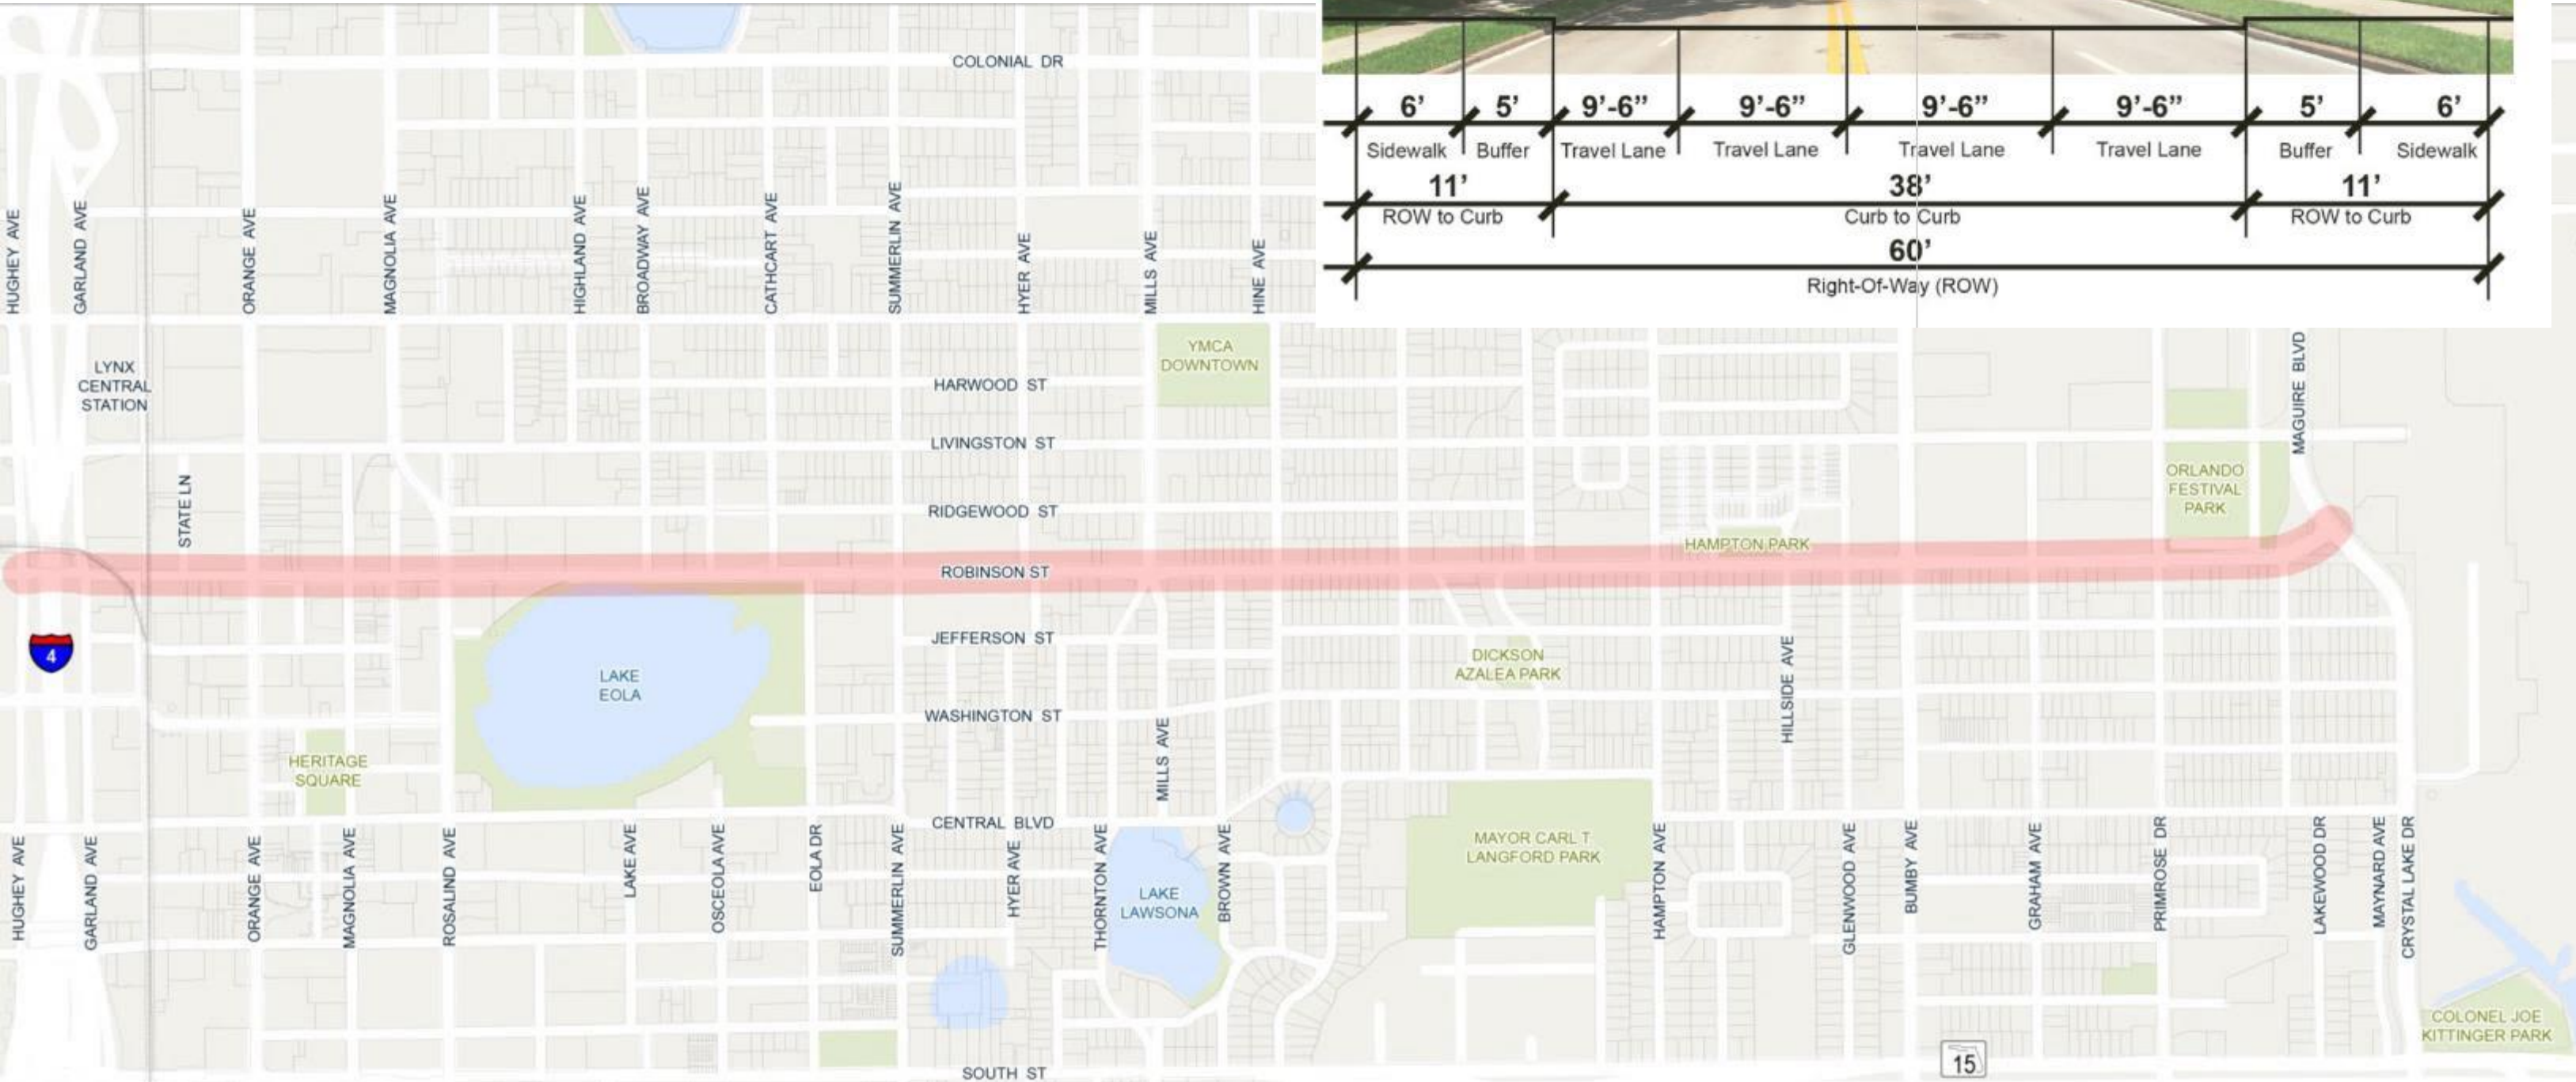 COLONIAL DR
6’ 5’ 9’-6” 9’-6” 9’-6” 9’-6” 5’ 6’
Sidewalk Buffer Travel Lane Travel Lane Travel Lane Travel Lane Buffer Sidewalk
11’ 38’ 11’
ROW to Curb Curb to Curb ROW to Curb
60’
Right-Of-Way (ROW)
HUGHEY AVE
GARLAND AVE
ORANGE AVE
MAGNOLIA AVE
HIGHLAND AVE
BROADWAY AVE
CATHCART AVE
SUMMERLIN AVE
HYER AVE
MILLS AVE
HINE AVE
MAGUIRE BLVD
LYNX
CENTRAL
STATION
YMCA
DOWNTOWN
HARWOOD ST
LIVINGSTON ST
STATE LN
RIDGEWOOD ST
ORLANDO
FESTIVAL
PARK
HAMPTON PARK
ROBINSON ST
4
JEFFERSON ST
LAKE
EOLA
DICKSON
AZALEA PARK
HILLSIDE AVE
WASHINGTON ST
MILLS AVE
HERITAGE
SQUARE
CENTRAL BLVD
MAYOR CARL T
LANGFORD PARK
HUGHEY AVE
GARLAND AVE
ORANGE AVE
MAGNOLIA AVE
ROSALIND AVE
LAKE AVE
OSCEOLA AVE
EOLA DR
SUMMERLIN AVE
HYER AVE
THORNTON AVE
LAKE
LAWSONA
BROWN AVE
HAMPTON AVE
GLENWOOD AVE
BUMBY AVE
GRAHAM AVE
PRIMROSE DR
LAKEWOOD DR
MAYNARD AVE
CRYSTAL LAKE DR
COLONEL JOE
KITTINGER PARK
15
SOUTH ST